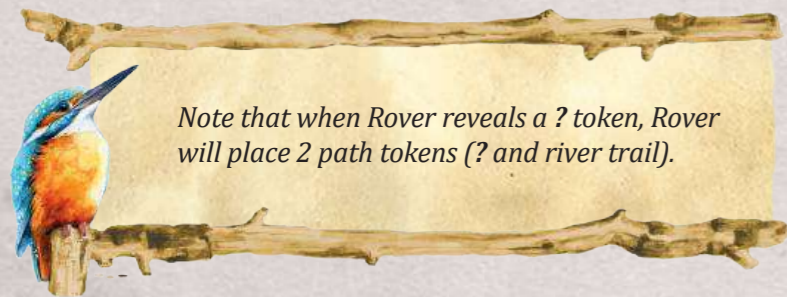 Note that when Rover reveals a ? token, Rover
will place 2 path tokens (? and river trail).